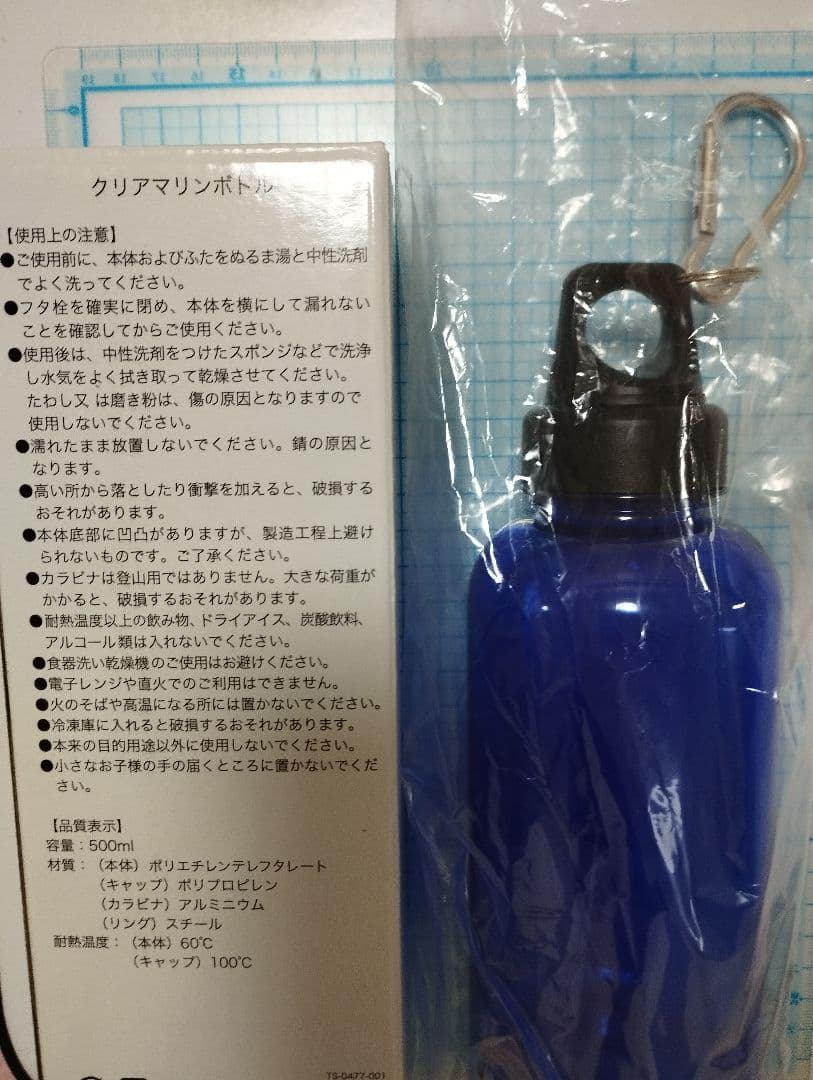 クリアマリンボトル
【使用上の注意】
●ご使用前に、本体およびふたをぬるま湯と中性洗剤
でよく洗ってください。
●フタ栓を確実に閉め、本体を横にして漏れない
ことを確認してからご使用ください。
●使用後は、中性洗剤をつけたスポンジなどで洗浄
し水気をよく拭き取って乾燥させてください。
たわし又は磨き粉は、傷の原因となりますので
使用しないでください。
●濡れたまま放置しないでください。錆の原因と
なります。
●高い所から落としたり衝撃を加えると、破損する
おそれがあります。
●本体底部に凹凸がありますが、製造工程上避け
られないものです。ご了承ください。
●カラビナは登山用ではありません。大きな荷重が
かかると、破損するおそれがあります。
●耐熱温度以上の飲み物、ドライアイス、炭酸飲料、
アルコール類は入れないでください。
●食器洗い乾燥機のご使用はお避けください。
●電子レンジや直火でのご利用はできません。
●火のそばや高温になる所には置かないでください。
●冷凍庫に入れると破損するおそれがあります。
●本来の目的用途以外に使用しないでください。
●小さなお子様の手の届くところに置かないでくだ
さい。
【品質表示】
容量：500ml
材質：（本体）ポリエチレンテレフタレート
（キャップ）ポリプロピレン
（カラビナ）アルミニウム
（リング）スチール
耐熱温度：（本体）60℃
（キャップ）100℃
TS-0477-001